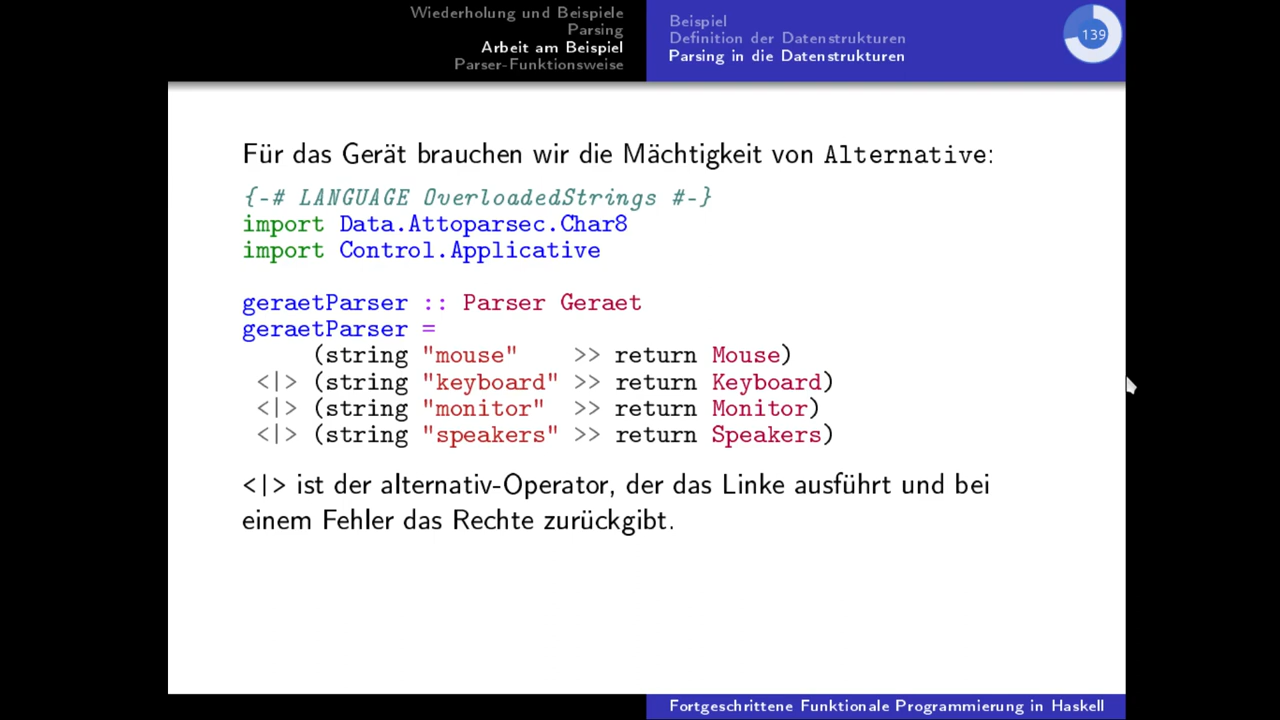 Wiederholung und Beispiele
Parsing
Arbeit am Beispiel
Parser-Funktionsweise
Beispiel
Definition der Datenstrukturen
Parsing in die Datenstrukturen
139
Für das Gerät brauchen wir die Mächtigkeit von Alternative:
{-# LANGUAGE OverloadedStrings #-}
import Data.Attoparsec.Char8
import Control.Applicative
geraetParser :: Parser Geraet
geraetParser =
(string "mouse" >> return Mouse)
<|> (string "keyboard" >> return Keyboard)
<|> (string "monitor" >> return Monitor)
<|> (string "speakers" >> return Speakers)
<|> ist der alternativ-Operator, der das Linke ausführt und bei
einem Fehler das Rechte zurückgibt.
Fortgeschrittene Funktionale Programmierung in Haskell